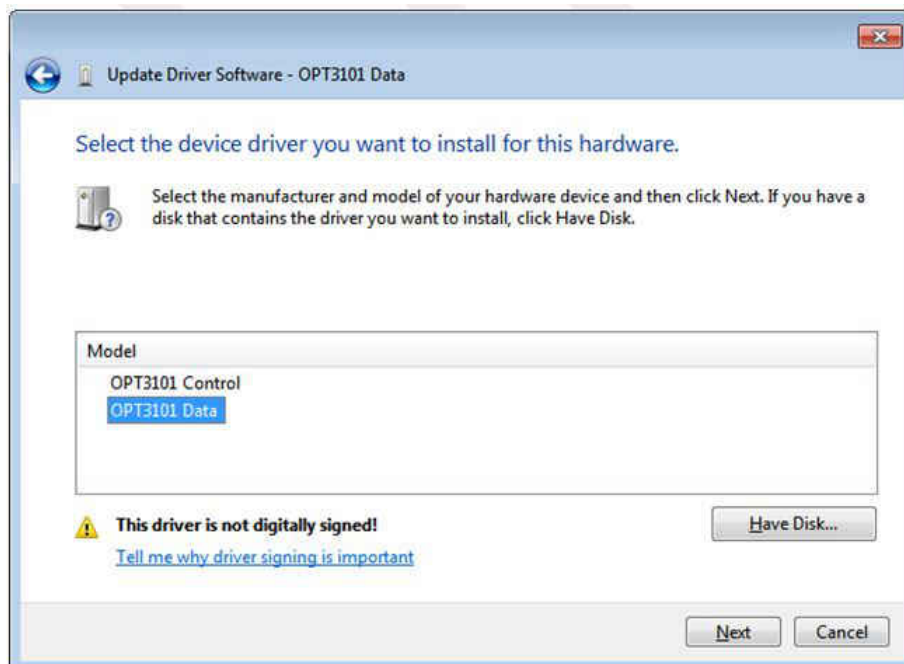 Update Driver Software - OPT3101 Data
Select the device driver you want to install for this hardware.
Select the manufacturer and model of your hardware device and then click Next. If you have a
disk that contains the driver you want to install, click Have Disk.
Model
OPT3101 Control
OPT3101 Data
This driver is not digitally signed!
Have Disk...
Tell me why driver signing is important
Next
Cancel